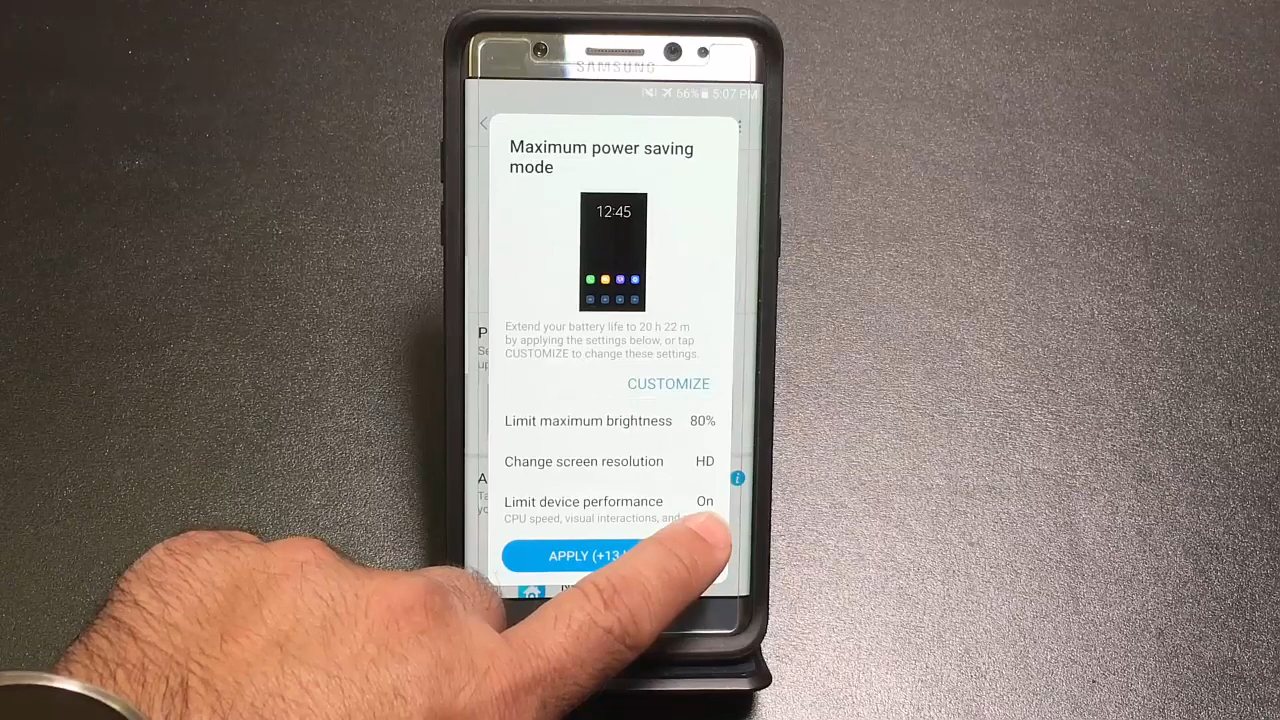 SAMSUNG
56% 5:07 PM
Maximum power saving
mode
12:45
Extend your battery life to 20 h 22 m
by applying the settings below, or tap
CUSTOMIZE to change these settings.
CUSTOMIZE
Limit maximum brightness 80%
Change screen resolution HD
Limit device performance On
CPU speed, visual interactions, and
APPLY (+13